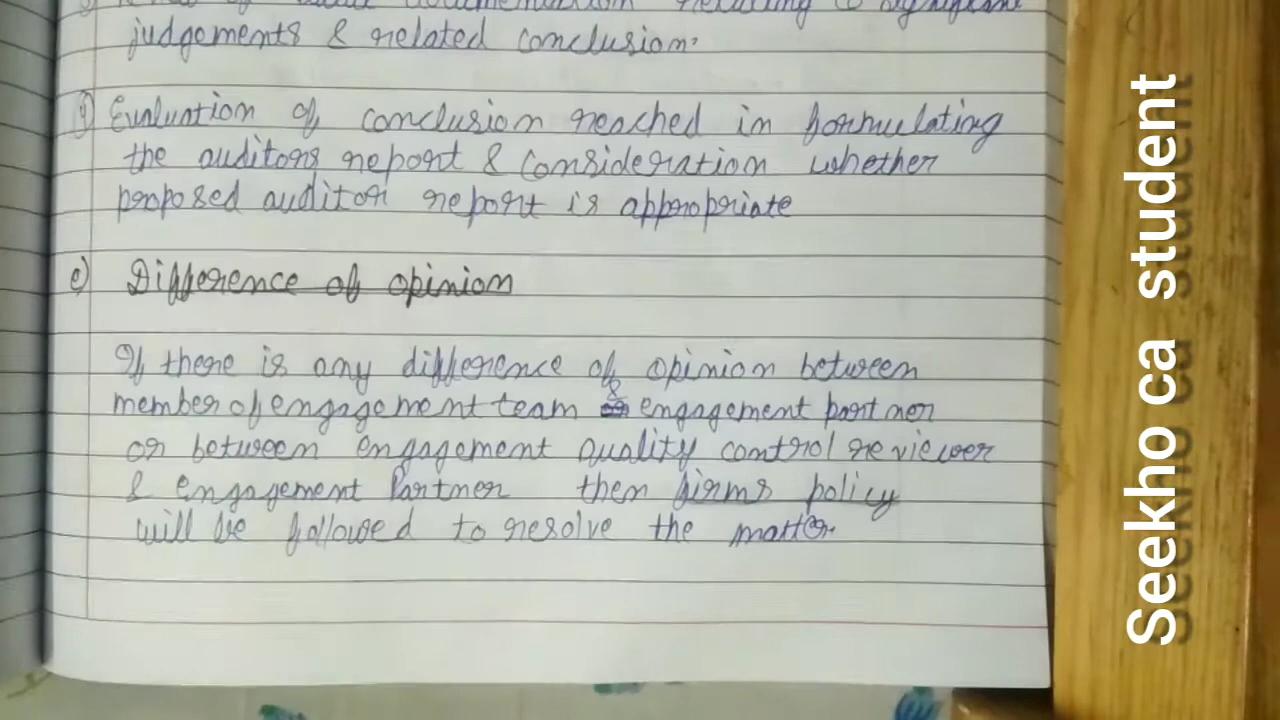 relating to significant
judgements & related conclusion.
g) Evaluation of conclusion reached in formulating
the auditors report & consideration whether
proposed auditor report is appropriate
e) Difference of opinion
If there is any difference of opinion between
member of engagement team & engagement partner
or between engagement quality control reviewer
& engagement Partner then firms policy
will be followed to resolve the matter.
Seekho ca student